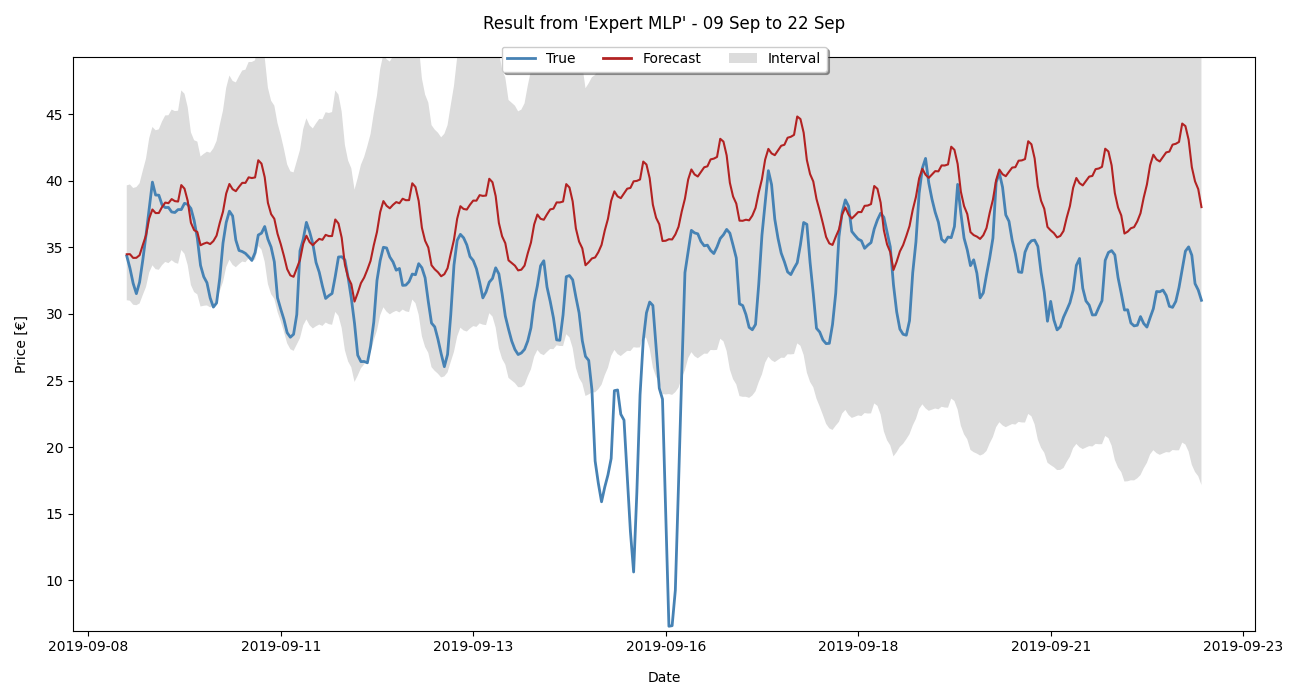 Result from 'Expert MLP' - 09 Sep to 22 Sep
True Forecast Interval
Price [€]
45
40
35
30
25
20
15
10
2019-09-08 2019-09-11 2019-09-13 2019-09-16 2019-09-18 2019-09-21 2019-09-23
Date